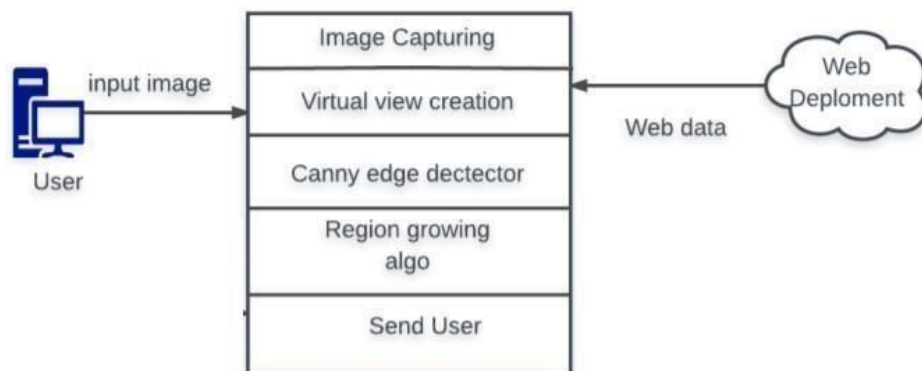 Image Capturing
input image
Virtual view creation
Web
Deploment
Web data
User
Canny edge dectector
Region growing
algo
Send User